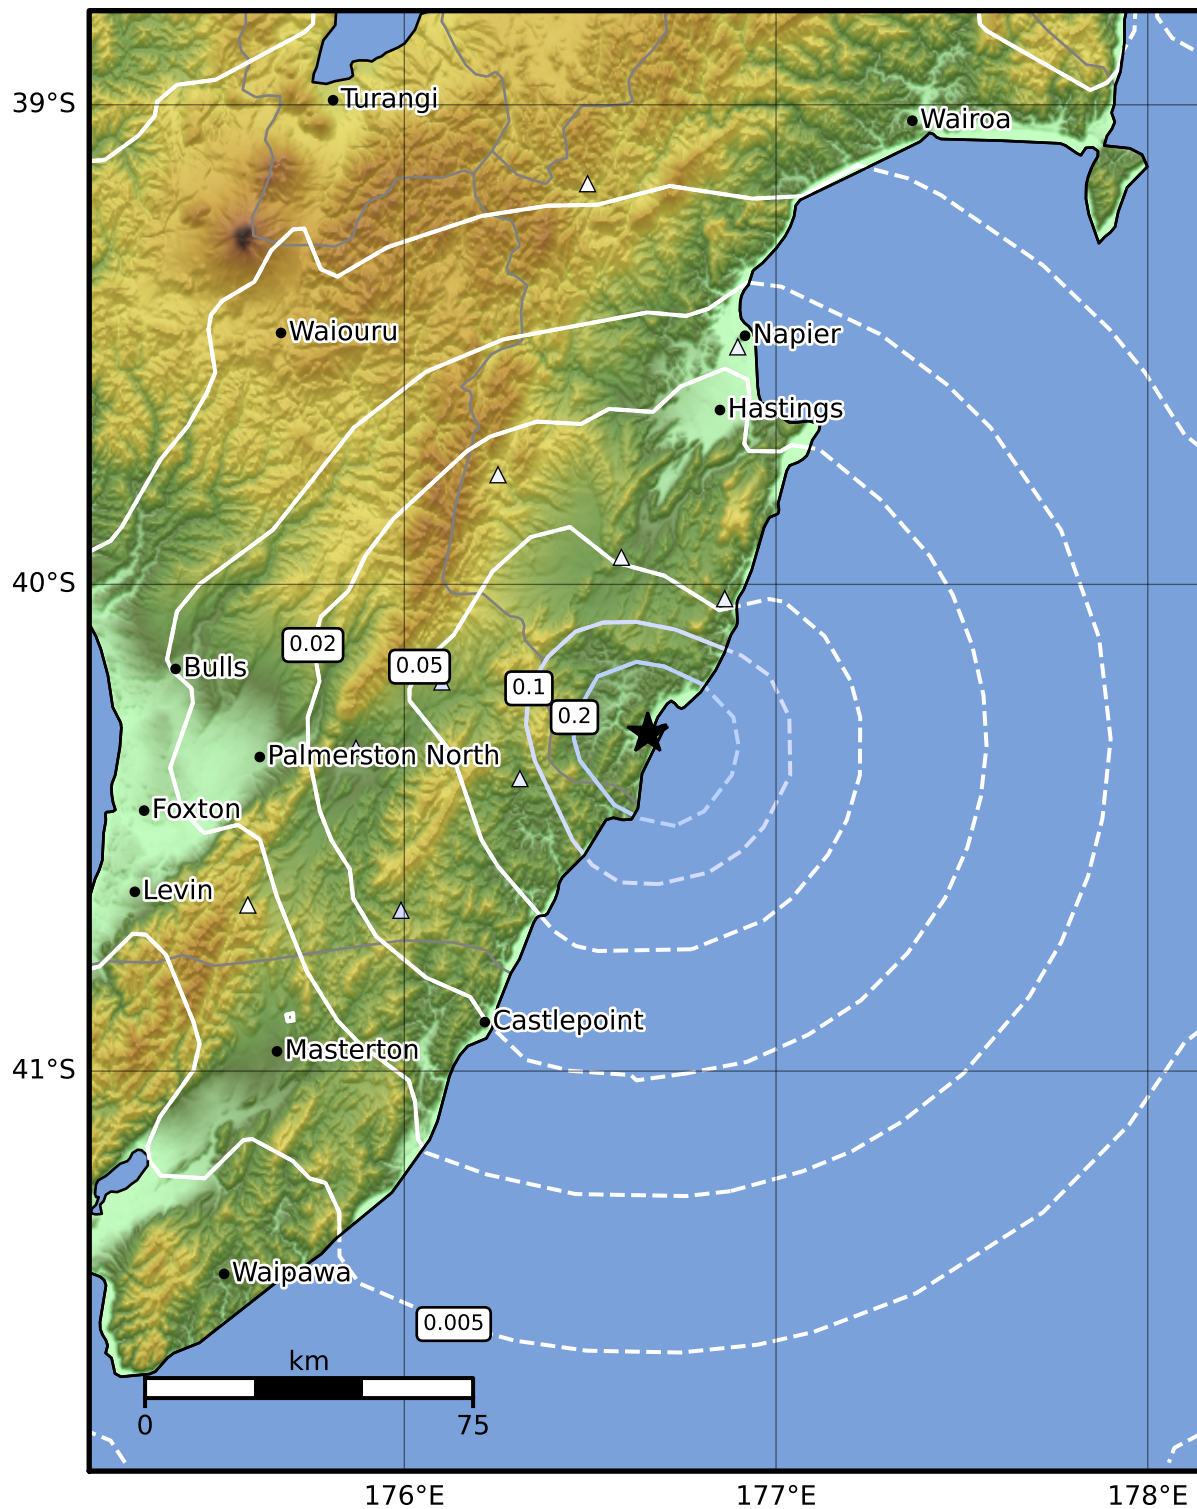 Turangi
39°S
Wairoa
Waiouru
Napier
Hastings
40°S
0.02
0.05
Bulls
0.1
0.2
Palmerston North
Foxton
Levin
Castlepoint
Masterton
41°S
Waipawa
0.005
km
0
75
176°E
177°E
178°E